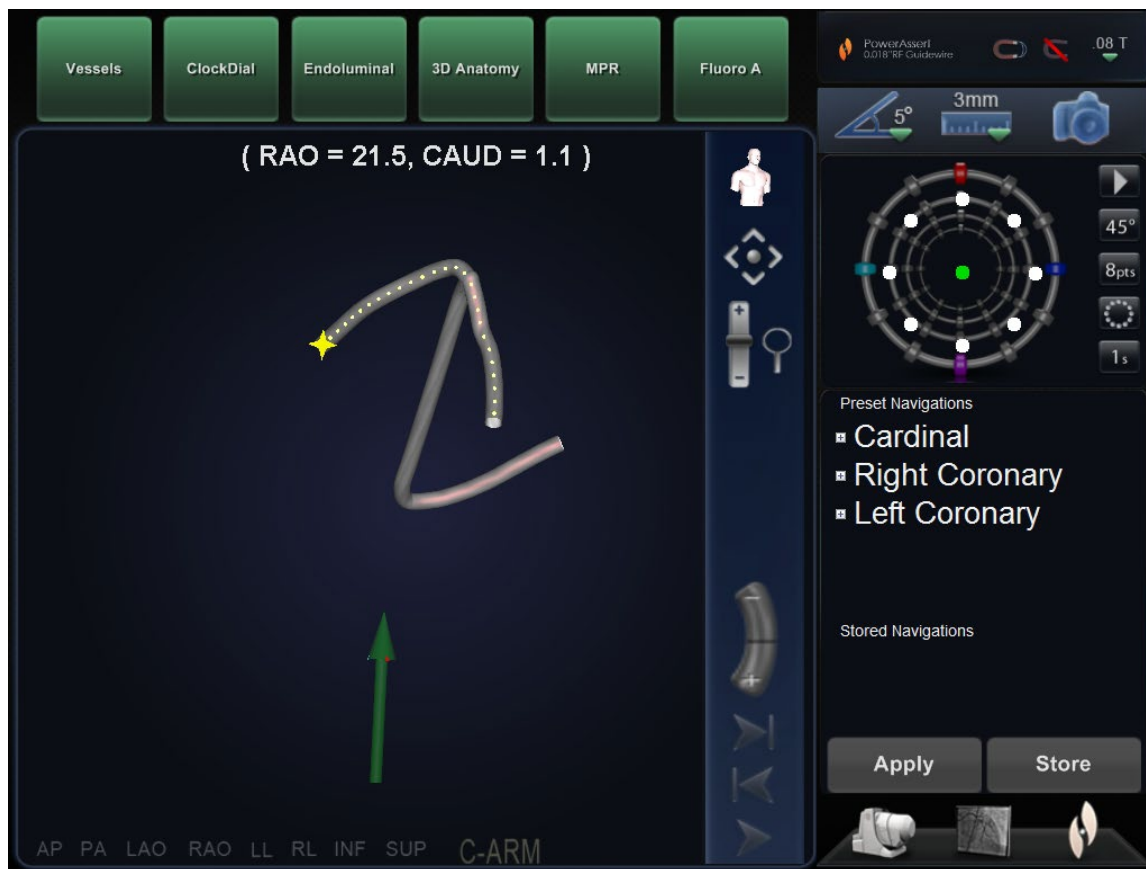 Vessels
ClockDial
Endoluminal
3D Anatomy
MPR
Fluoro A
PowerAssert
0.018"RF Guidewire
.08 T
5°
3mm
( RAO = 21.5, CAUD = 1.1 )
45°
8pts
1s
Preset Navigations
Cardinal
Right Coronary
Left Coronary
Stored Navigations
Apply
Store
AP PA LAO RAO LL RL INF SUP C-ARM